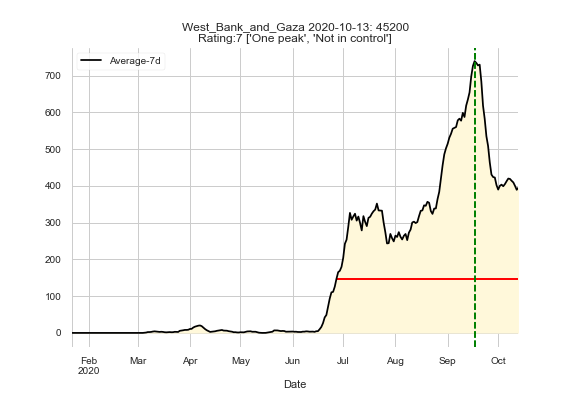 West_Bank_and_Gaza 2020-10-13: 45200
Rating:7 ['One peak', 'Not in control']
Average-7d
700
600
500
400
300
200
100
0
Feb Mar Apr May Jun Jul Aug Sep Oct
2020
Date